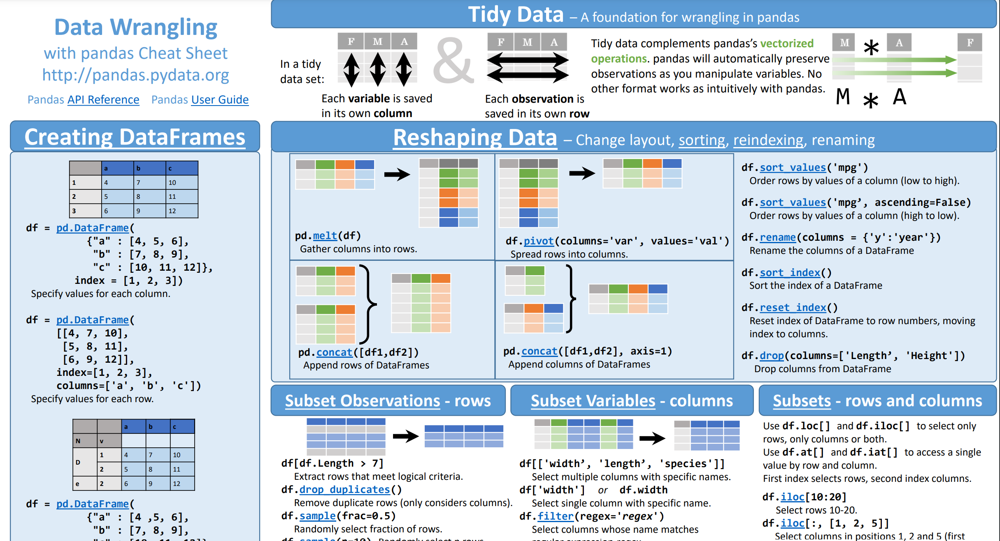 Data Wrangling
with pandas Cheat Sheet
http://pandas.pydata.org
Pandas API Reference Pandas User Guide
Creating DataFrames
a b c
1 4 7 10
2 5 8 11
3 6 9 12
df = pd.DataFrame(
{"a" : [4, 5, 6],
"b" : [7, 8, 9],
"c" : [10, 11, 12]},
index = [1, 2, 3])
Specify values for each column.
df = pd.DataFrame(
[[4, 7, 10],
[5, 8, 11],
[6, 9, 12]],
index=[1, 2, 3],
columns=['a', 'b', 'c'])
Specify values for each row.
a b c
N v
D 1 4 7 10
2 5 8 11
e 2 6 9 12
df = pd.DataFrame(
{"a" : [4 ,5, 6],
"b" : [7, 8, 9],
"c" : [10, 11, 12]},
Tidy Data – A foundation for wrangling in pandas
In a tidy
data set:
F M A
Each variable is saved
in its own column
&
F M A
Each observation is
saved in its own row
Tidy data complements pandas’s vectorized
operations. pandas will automatically preserve
observations as you manipulate variables. No
other format works as intuitively with pandas.
M * A F
M * A
Reshaping Data – Change layout, sorting, reindexing, renaming
pd.melt(df)
Gather columns into rows.
df.pivot(columns='var', values='val')
Spread rows into columns.
pd.concat([df1,df2])
Append rows of DataFrames
pd.concat([df1,df2], axis=1)
Append columns of DataFrames
df.sort_values('mpg')
Order rows by values of a column (low to high).
df.sort_values('mpg’, ascending=False)
Order rows by values of a column (high to low).
df.rename(columns = {'y':'year'})
Rename the columns of a DataFrame
df.sort_index()
Sort the index of a DataFrame
df.reset_index()
Reset index of DataFrame to row numbers, moving
index to columns.
df.drop(columns=['Length’, 'Height'])
Drop columns from DataFrame
Subset Observations - rows
df[df.Length > 7]
Extract rows that meet logical criteria.
df.drop_duplicates()
Remove duplicate rows (only considers columns).
df.sample(frac=0.5)
Randomly select fraction of rows.
df.sample(n=10) Randomly select n rows.
Subset Variables - columns
df[['width’, 'length’, 'species']]
Select multiple columns with specific names.
df['width'] or df.width
Select single column with specific name.
df.filter(regex='regex')
Select columns whose name matches
regular expression regex.
Subsets - rows and columns
Use df.loc[] and df.iloc[] to select only
rows, only columns or both.
Use df.at[] and df.iat[] to access a single
value by row and column.
First index selects rows, second index columns.
df.iloc[10:20]
Select rows 10-20.
df.iloc[:, [1, 2, 5]]
Select columns in positions 1, 2 and 5 (first